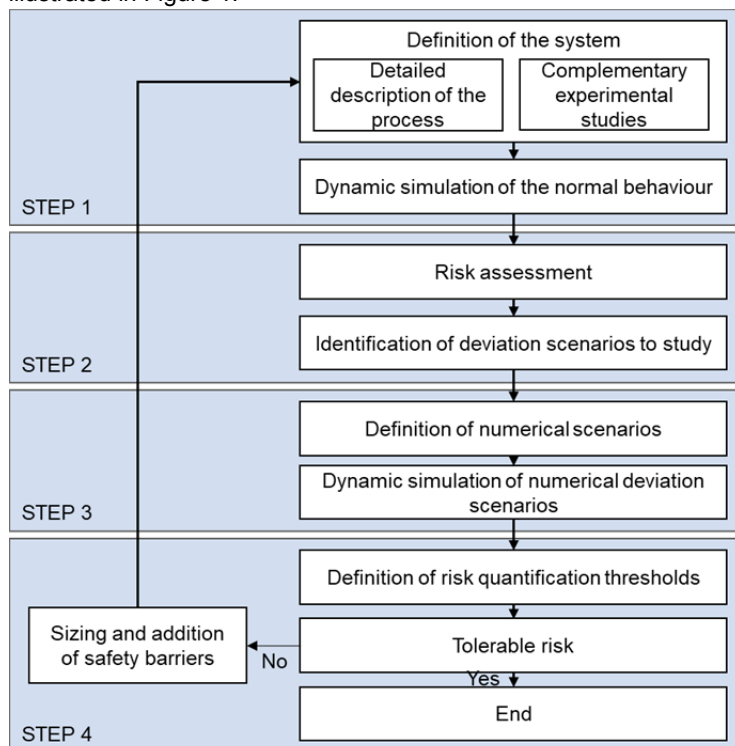 illustrated in Figure 1.
Definition of the system
Detailed
description of the
process
Complementary
experimental
studies
Dynamic simulation of the normal behaviour
STEP 1
Risk assessment
Identification of deviation scenarios to study
STEP 2
Definition of numerical scenarios
Dynamic simulation of numerical deviation
scenarios
STEP 3
Definition of risk quantification thresholds
Sizing and addition
of safety barriers
No
Tolerable risk
Yes
End
STEP 4